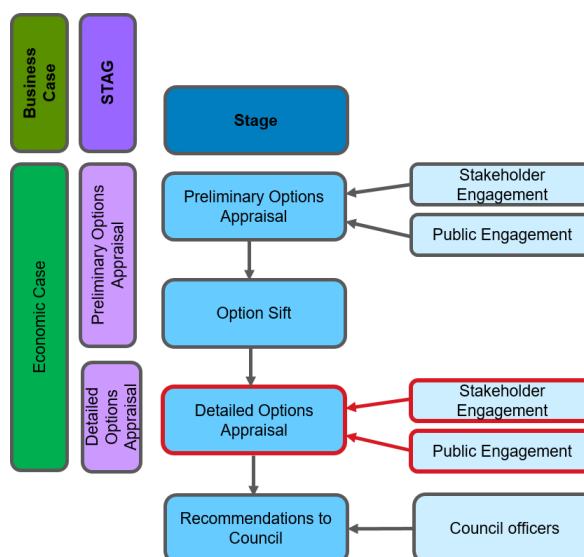 Business
Case
STAG
Stage
Economic Case
Preliminary Options
Appraisal
Detailed
Options
Appraisal
Preliminary Options
Appraisal
Stakeholder
Engagement
Public Engagement
Option Sift
Detailed Options
Appraisal
Stakeholder
Engagement
Public Engagement
Recommendations to
Council
Council officers